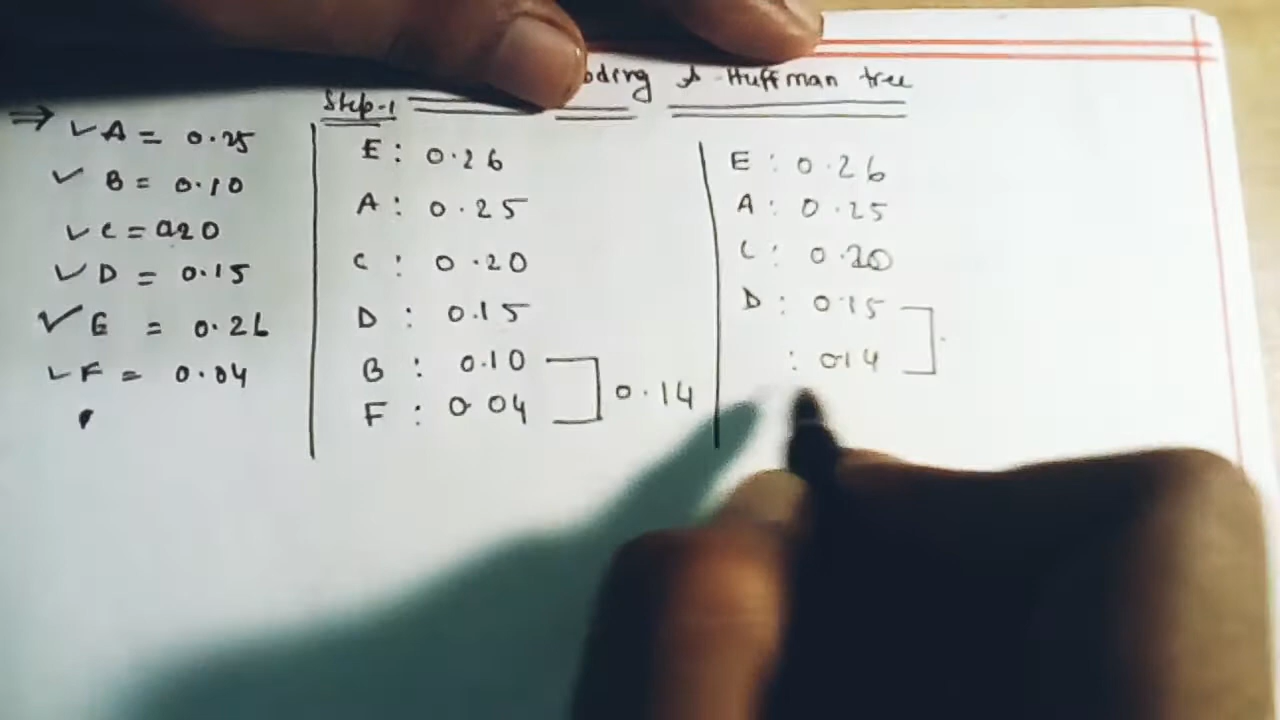 oding & Huffman tree
Step-1
⇒ ✓ A = 0.25
✓ B = 0.10
✓ C = 0.20
✓ D = 0.15
✓ E = 0.26
✓ F = 0.04
E : 0.26
A : 0.25
C : 0.20
D : 0.15
B : 0.10
F : 0.04
0.14
E : 0.26
A : 0.25
C : 0.20
D : 0.15
: 0.14